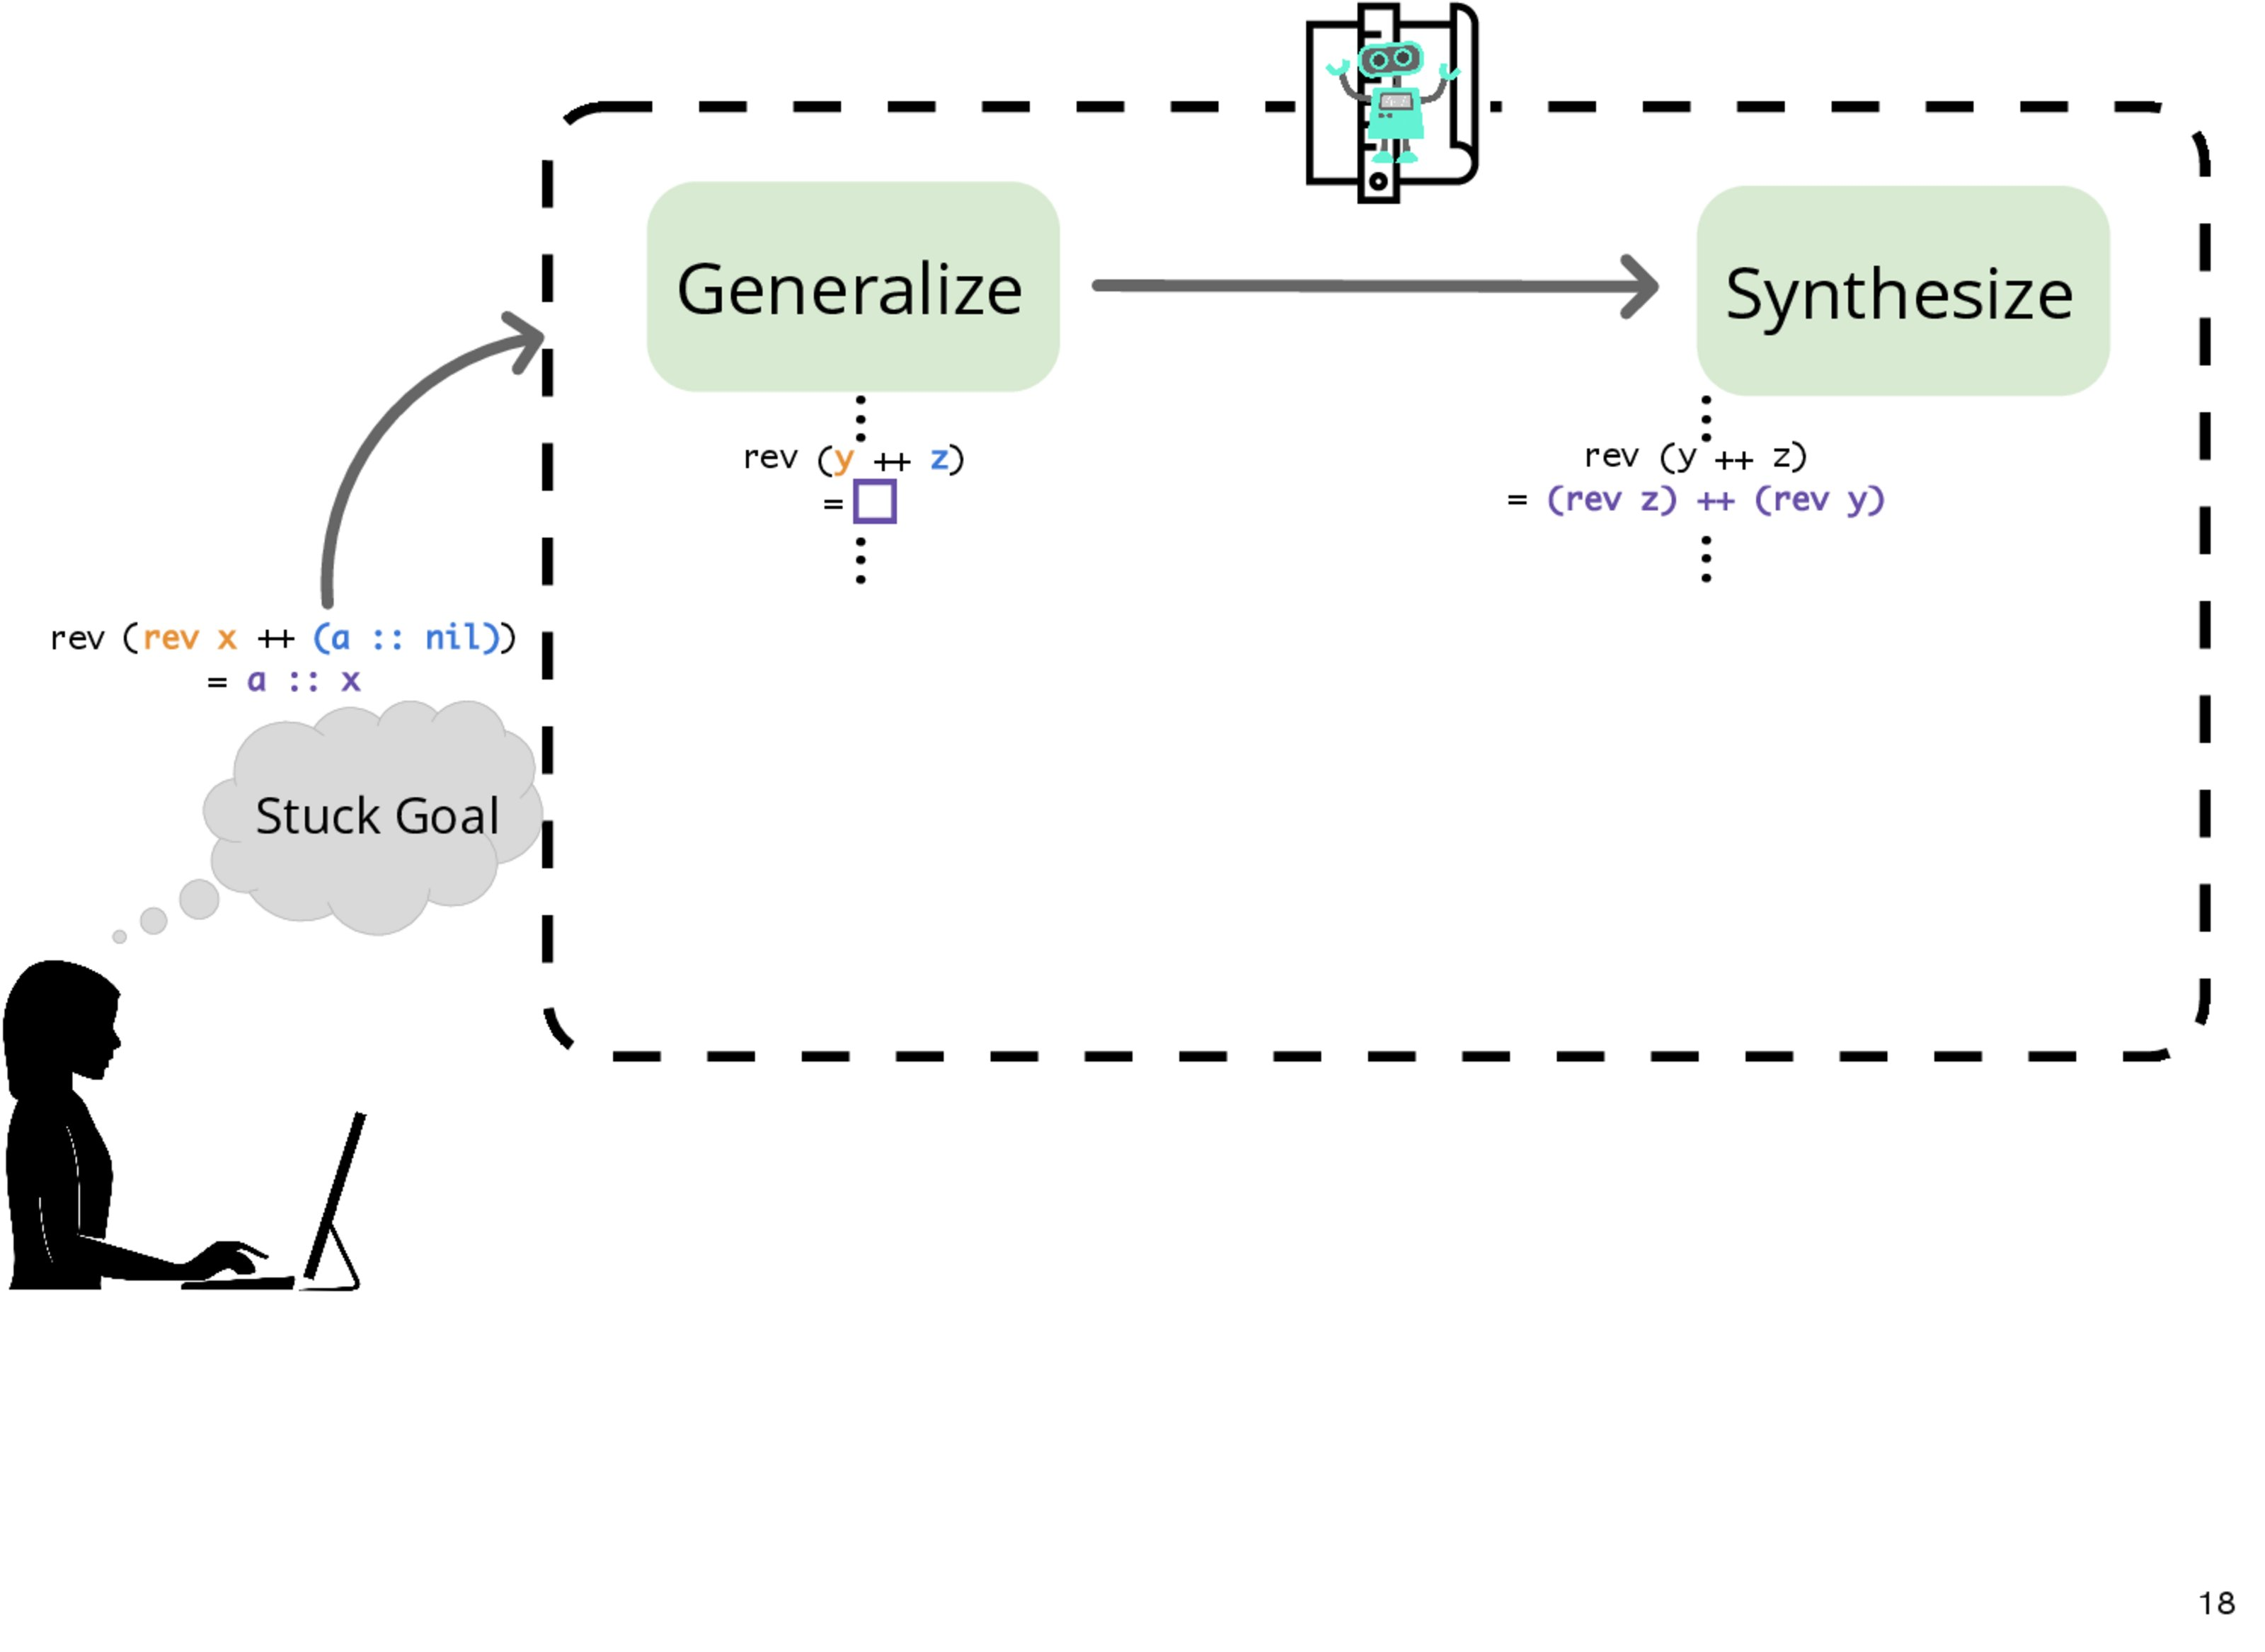 Generalize
Synthesize
rev (y ++ z)
= □
rev (y ++ z)
= (rev z) ++ (rev y)
rev (rev x ++ (a :: nil))
= a :: x
Stuck Goal
18